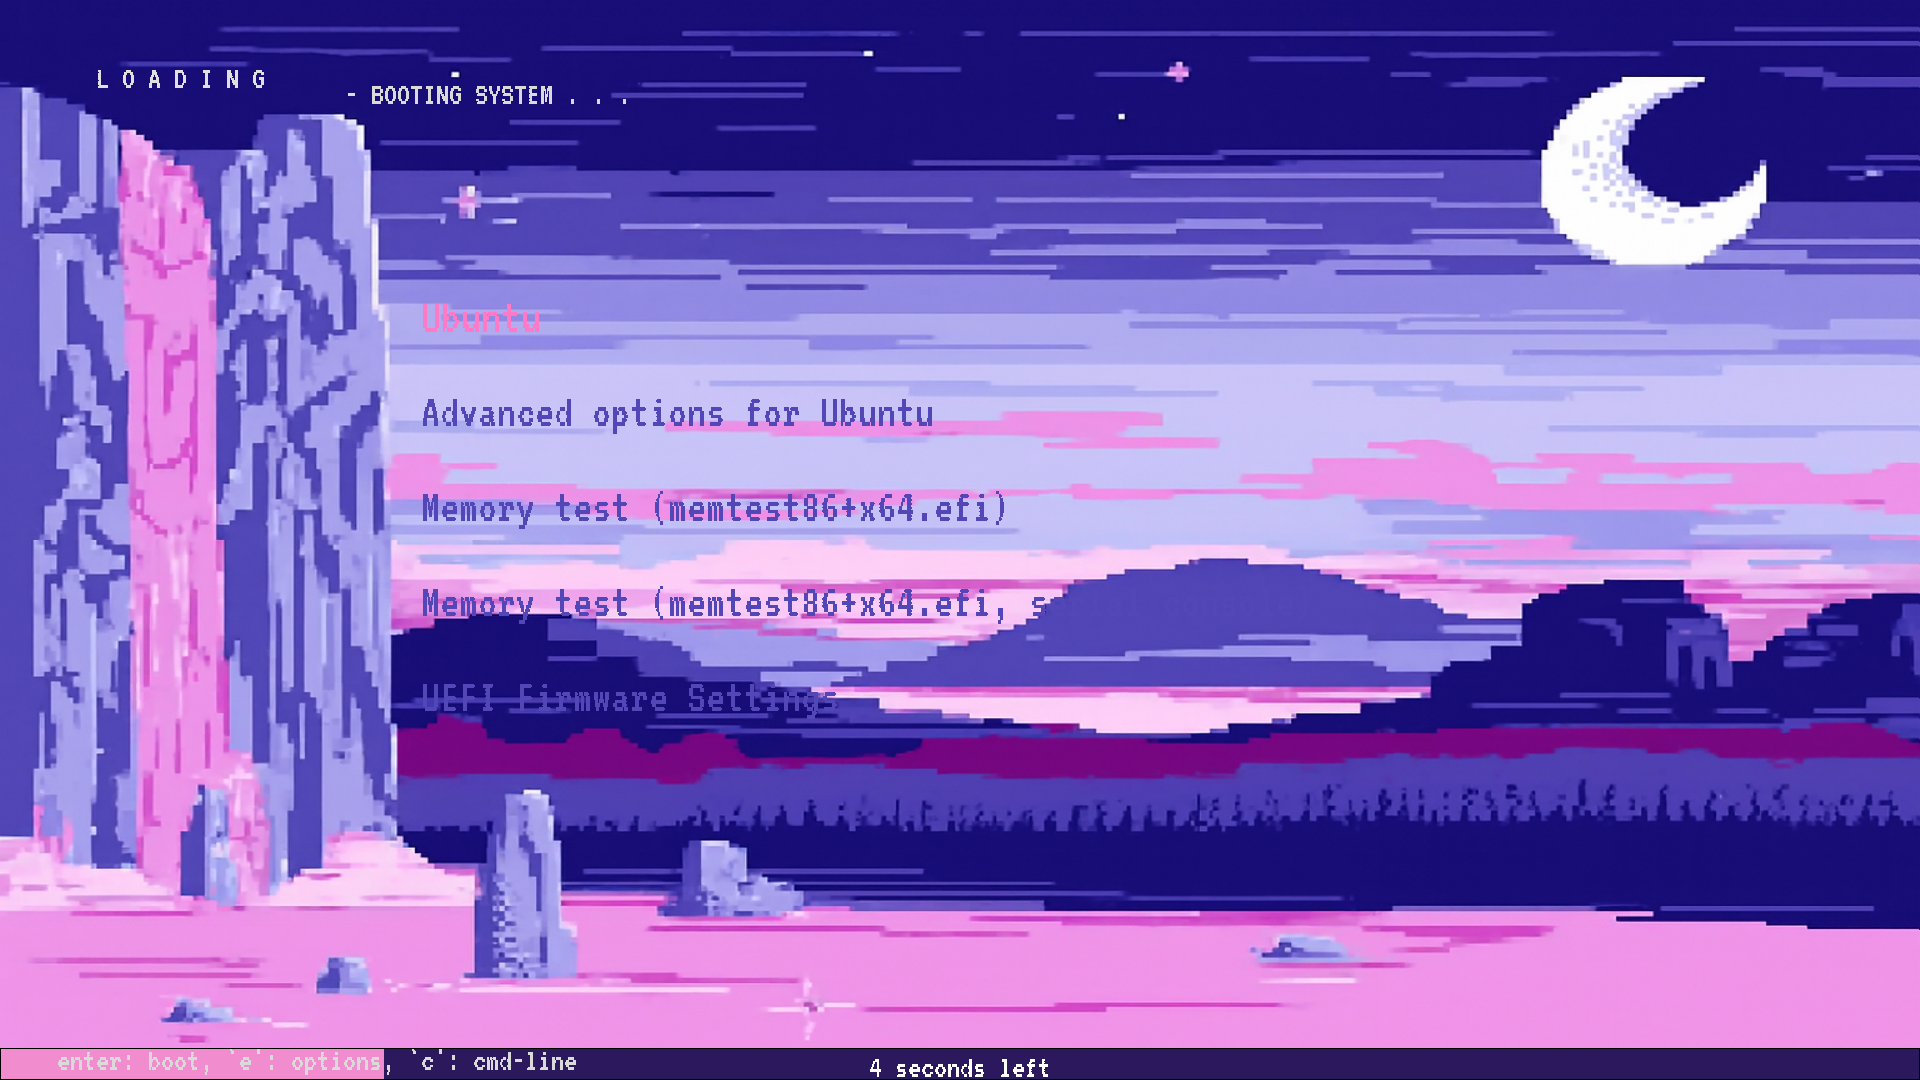 LOADING
- BOOTING SYSTEM . . .
Ubuntu
Advanced options for Ubuntu
Memory test (memtest86+x64.efi)
Memory test (memtest86+x64.efi,
UEFI Firmware Settings
enter: boot, `e': options, `c': cmd-line
4 seconds left